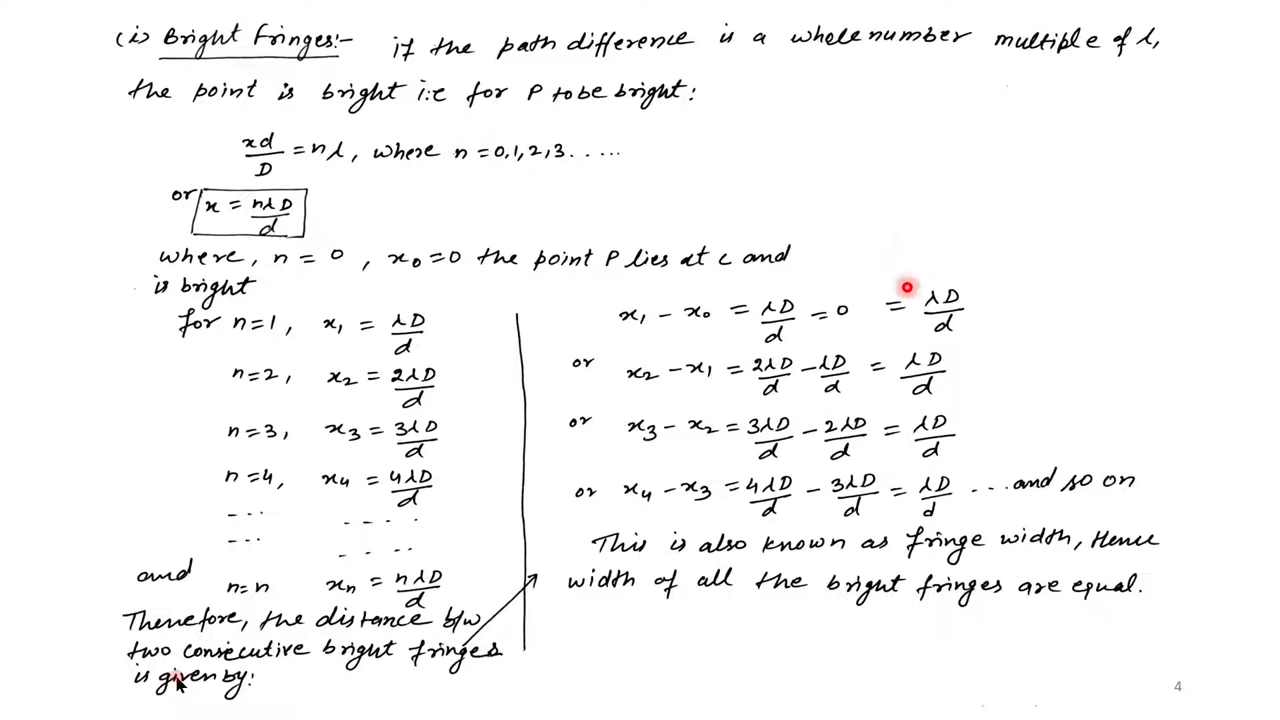 (i) Bright Fringes:- if the path difference is a whole number multiple of λ,
the point is bright i.e for P to be bright:
xd/D = nλ, where n = 0,1,2,3.....
or x = nλD/d
where, n = 0, x₀=0 the point P lies at c and
is bright
for n=1, x₁ = λD/d
n=2, x₂ = 2λD/d
n=3, x₃ = 3λD/d
n=4, x₄ = 4λD/d
--- ----
--- ----
and n=n xₙ = nλD/d
Therefore, the distance b/w
two consecutive bright fringes
is given by:
x₁ - x₀ = λD/d - 0 = λD/d
or x₂ - x₁ = 2λD/d - λD/d = λD/d
or x₃ - x₂ = 3λD/d - 2λD/d = λD/d
or x₄ - x₃ = 4λD/d - 3λD/d = λD/d ...and so on
This is also known as fringe width, Hence
width of all the bright fringes are equal.
4